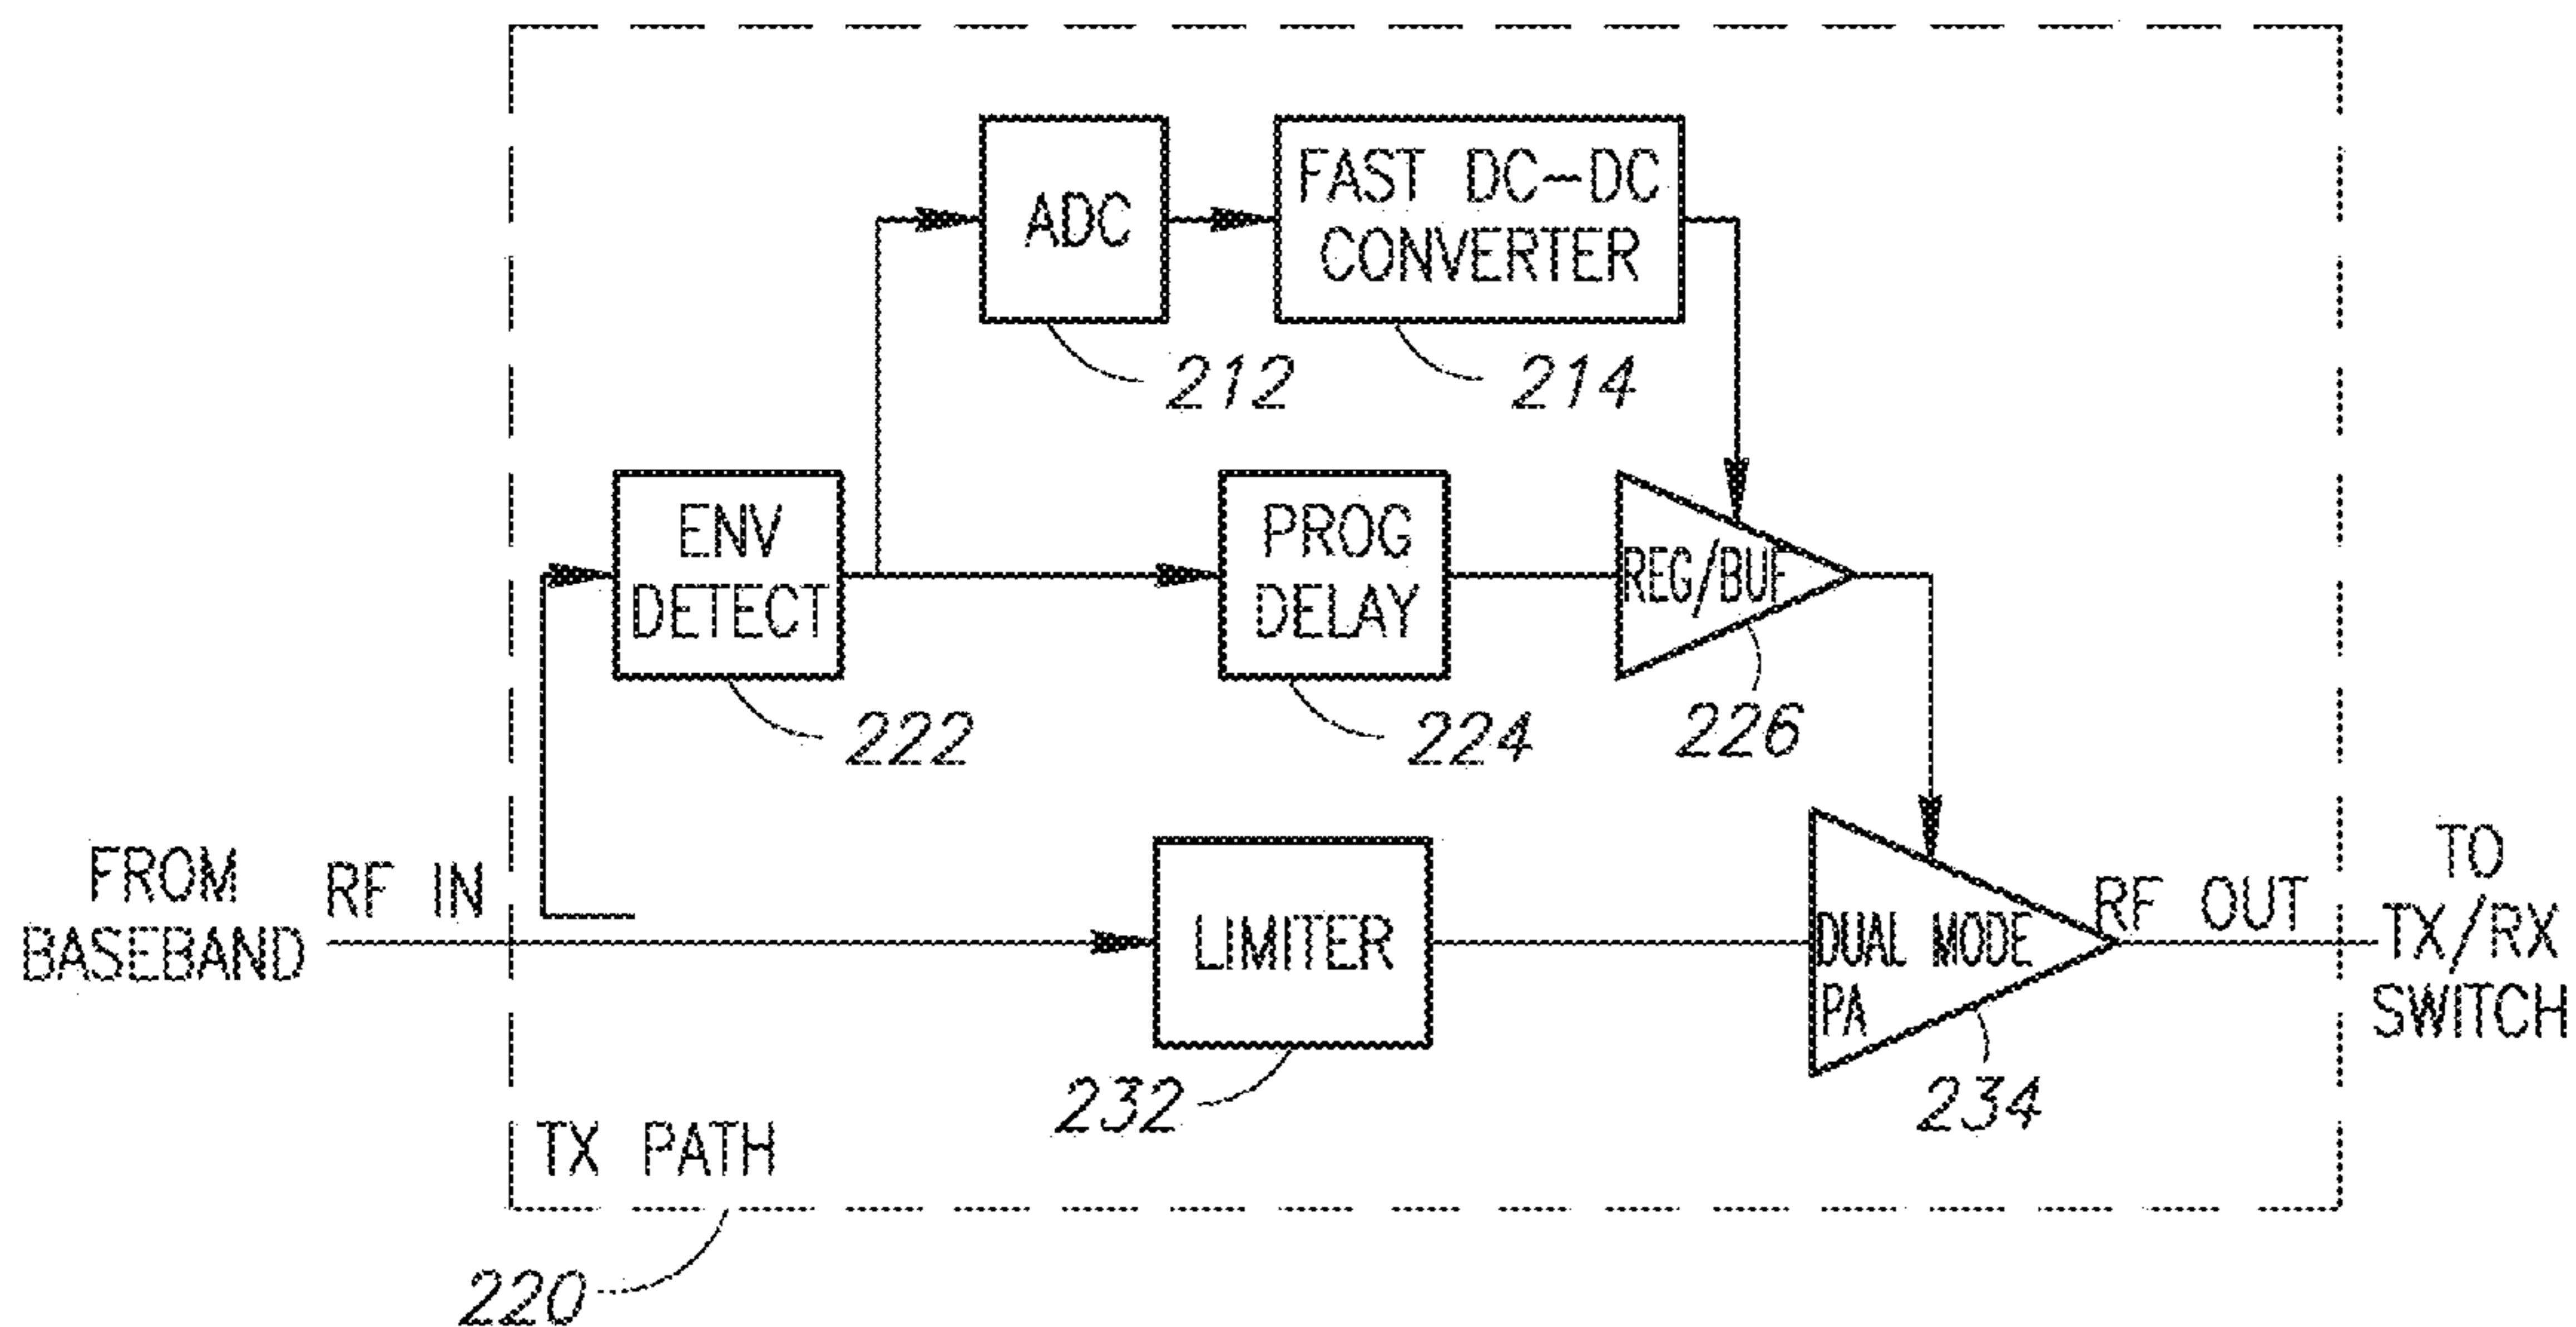 ADC
FAST DC-DC
CONVERTER
212
214
ENV
DETECT
PROG
DELAY
REG/BUF
222
224
226
FROM
BASEBAND
RF IN
LIMITER
DUAL MODE
PA
RF OUT
TO
TX/RX
SWITCH
232
234
TX PATH
220